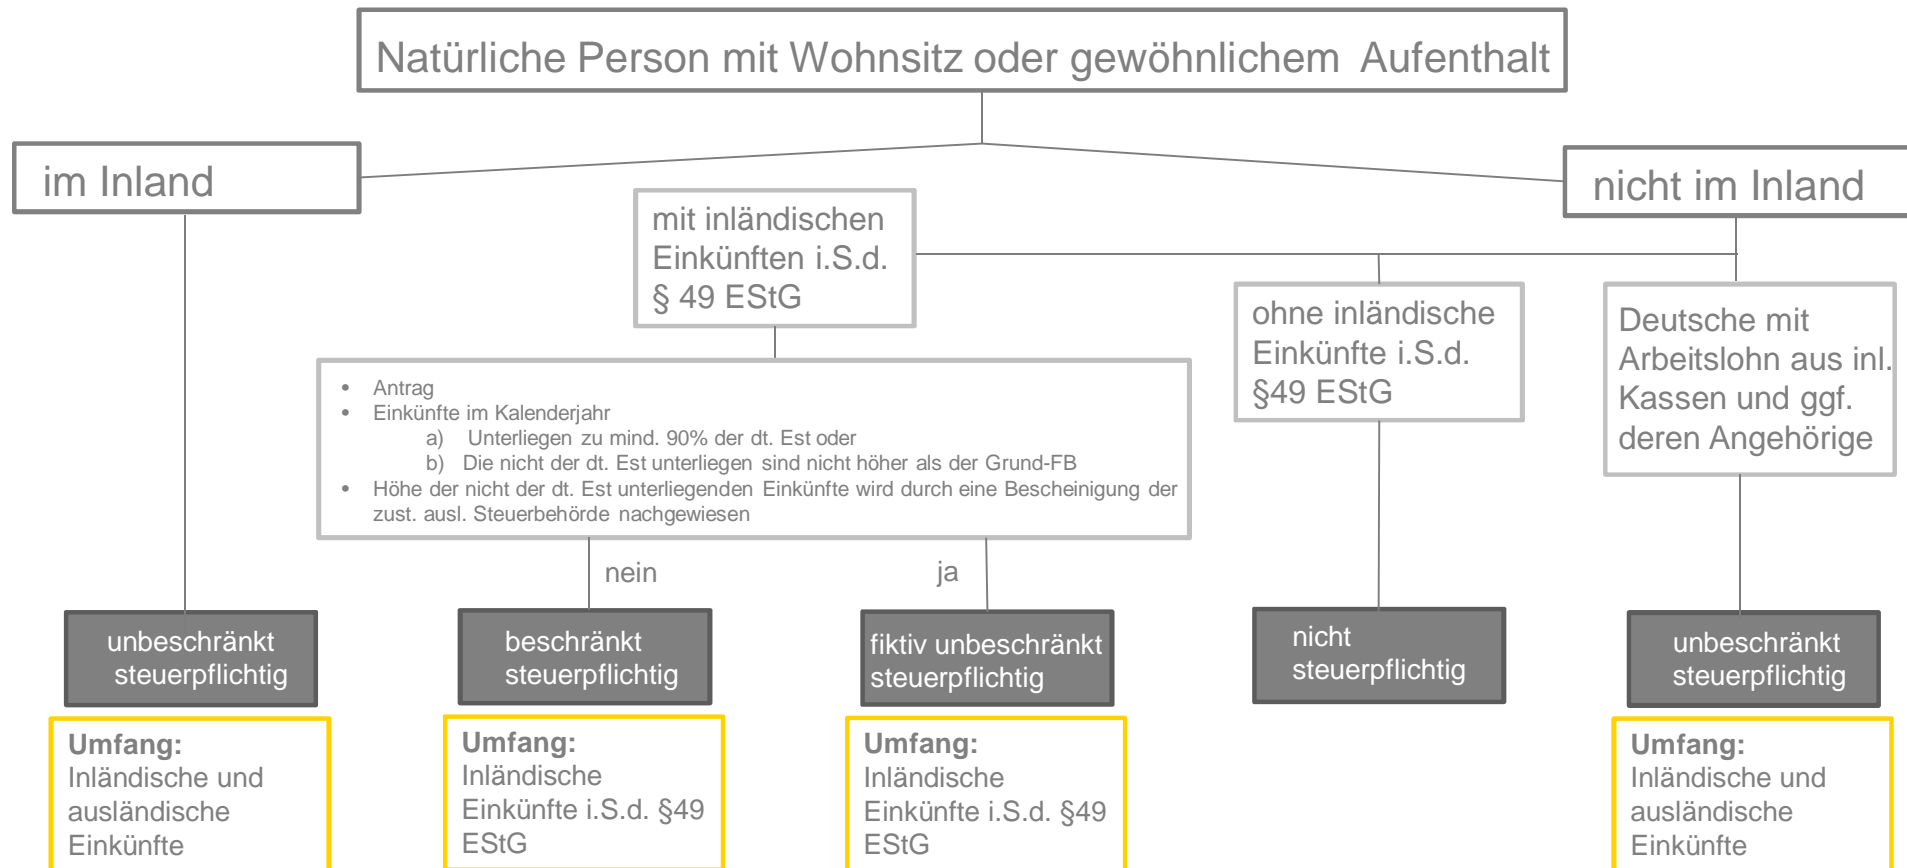 Natürliche Person mit Wohnsitz oder gewöhnlichem Aufenthalt
im Inland
nicht im Inland
mit inländischen
Einkünften i.S.d.
§ 49 EStG
ohne inländische
Einkünfte i.S.d.
§49 EStG
Deutsche mit
Arbeitslohn aus inl.
Kassen und ggf.
deren Angehörige
• Antrag
• Einkünfte im Kalenderjahr
a) Unterliegen zu mind. 90% der dt. Est oder
b) Die nicht der dt. Est unterliegen sind nicht höher als der Grund-FB
• Höhe der nicht der dt. Est unterliegenden Einkünfte wird durch eine Bescheinigung der
zust. ausl. Steuerbehörde nachgewiesen
nein
ja
unbeschränkt
steuerpflichtig
beschränkt
steuerpflichtig
fiktiv unbeschränkt
steuerpflichtig
nicht
steuerpflichtig
unbeschränkt
steuerpflichtig
Umfang:
Inländische und
ausländische
Einkünfte
Umfang:
Inländische
Einkünfte i.S.d. §49
EStG
Umfang:
Inländische
Einkünfte i.S.d. §49
EStG
Umfang:
Inländische und
ausländische
Einkünfte